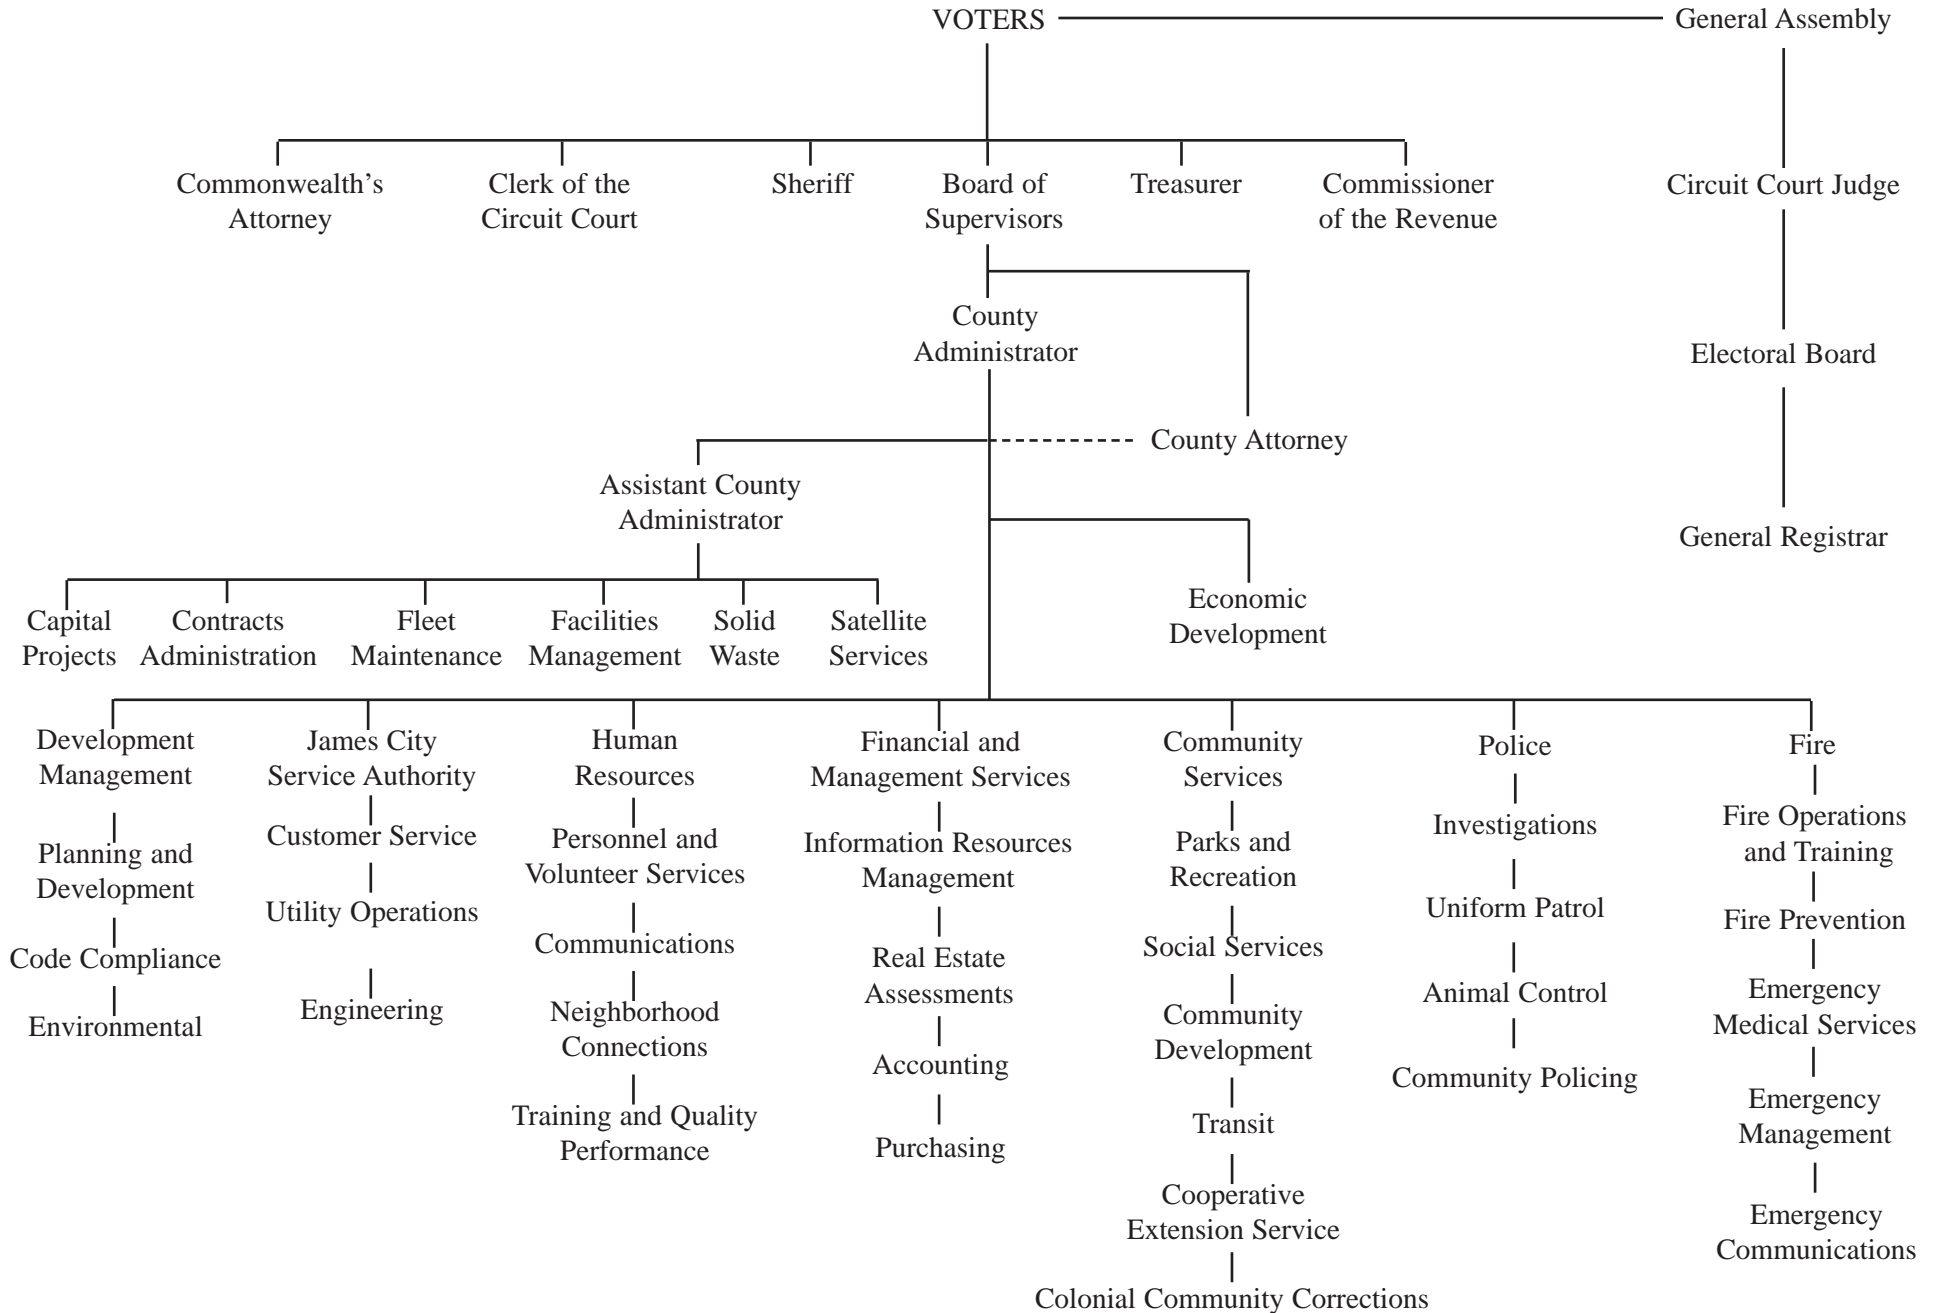 VOTERS
General Assembly
Commonwealth’s
Attorney
Clerk of the
Circuit Court
Sheriff
Board of
Supervisors
Treasurer
Commissioner
of the Revenue
Circuit Court Judge
County
Administrator
Electoral Board
County Attorney
Assistant County
Administrator
General Registrar
Economic
Development
Capital
Projects
Contracts
Administration
Fleet
Maintenance
Facilities
Management
Solid
Waste
Satellite
Services
Development
Management
Planning and
Development
Code Compliance
Environmental
James City
Service Authority
Customer Service
Utility Operations
Engineering
Human
Resources
Personnel and
Volunteer Services
Communications
Neighborhood
Connections
Training and Quality
Performance
Financial and
Management Services
Information Resources
Management
Real Estate
Assessments
Accounting
Purchasing
Community
Services
Parks and
Recreation
Social Services
Community
Development
Transit
Cooperative
Extension Service
Colonial Community Corrections
Police
Investigations
Uniform Patrol
Animal Control
Community Policing
Fire
Fire Operations
and Training
Fire Prevention
Emergency
Medical Services
Emergency
Management
Emergency
Communications